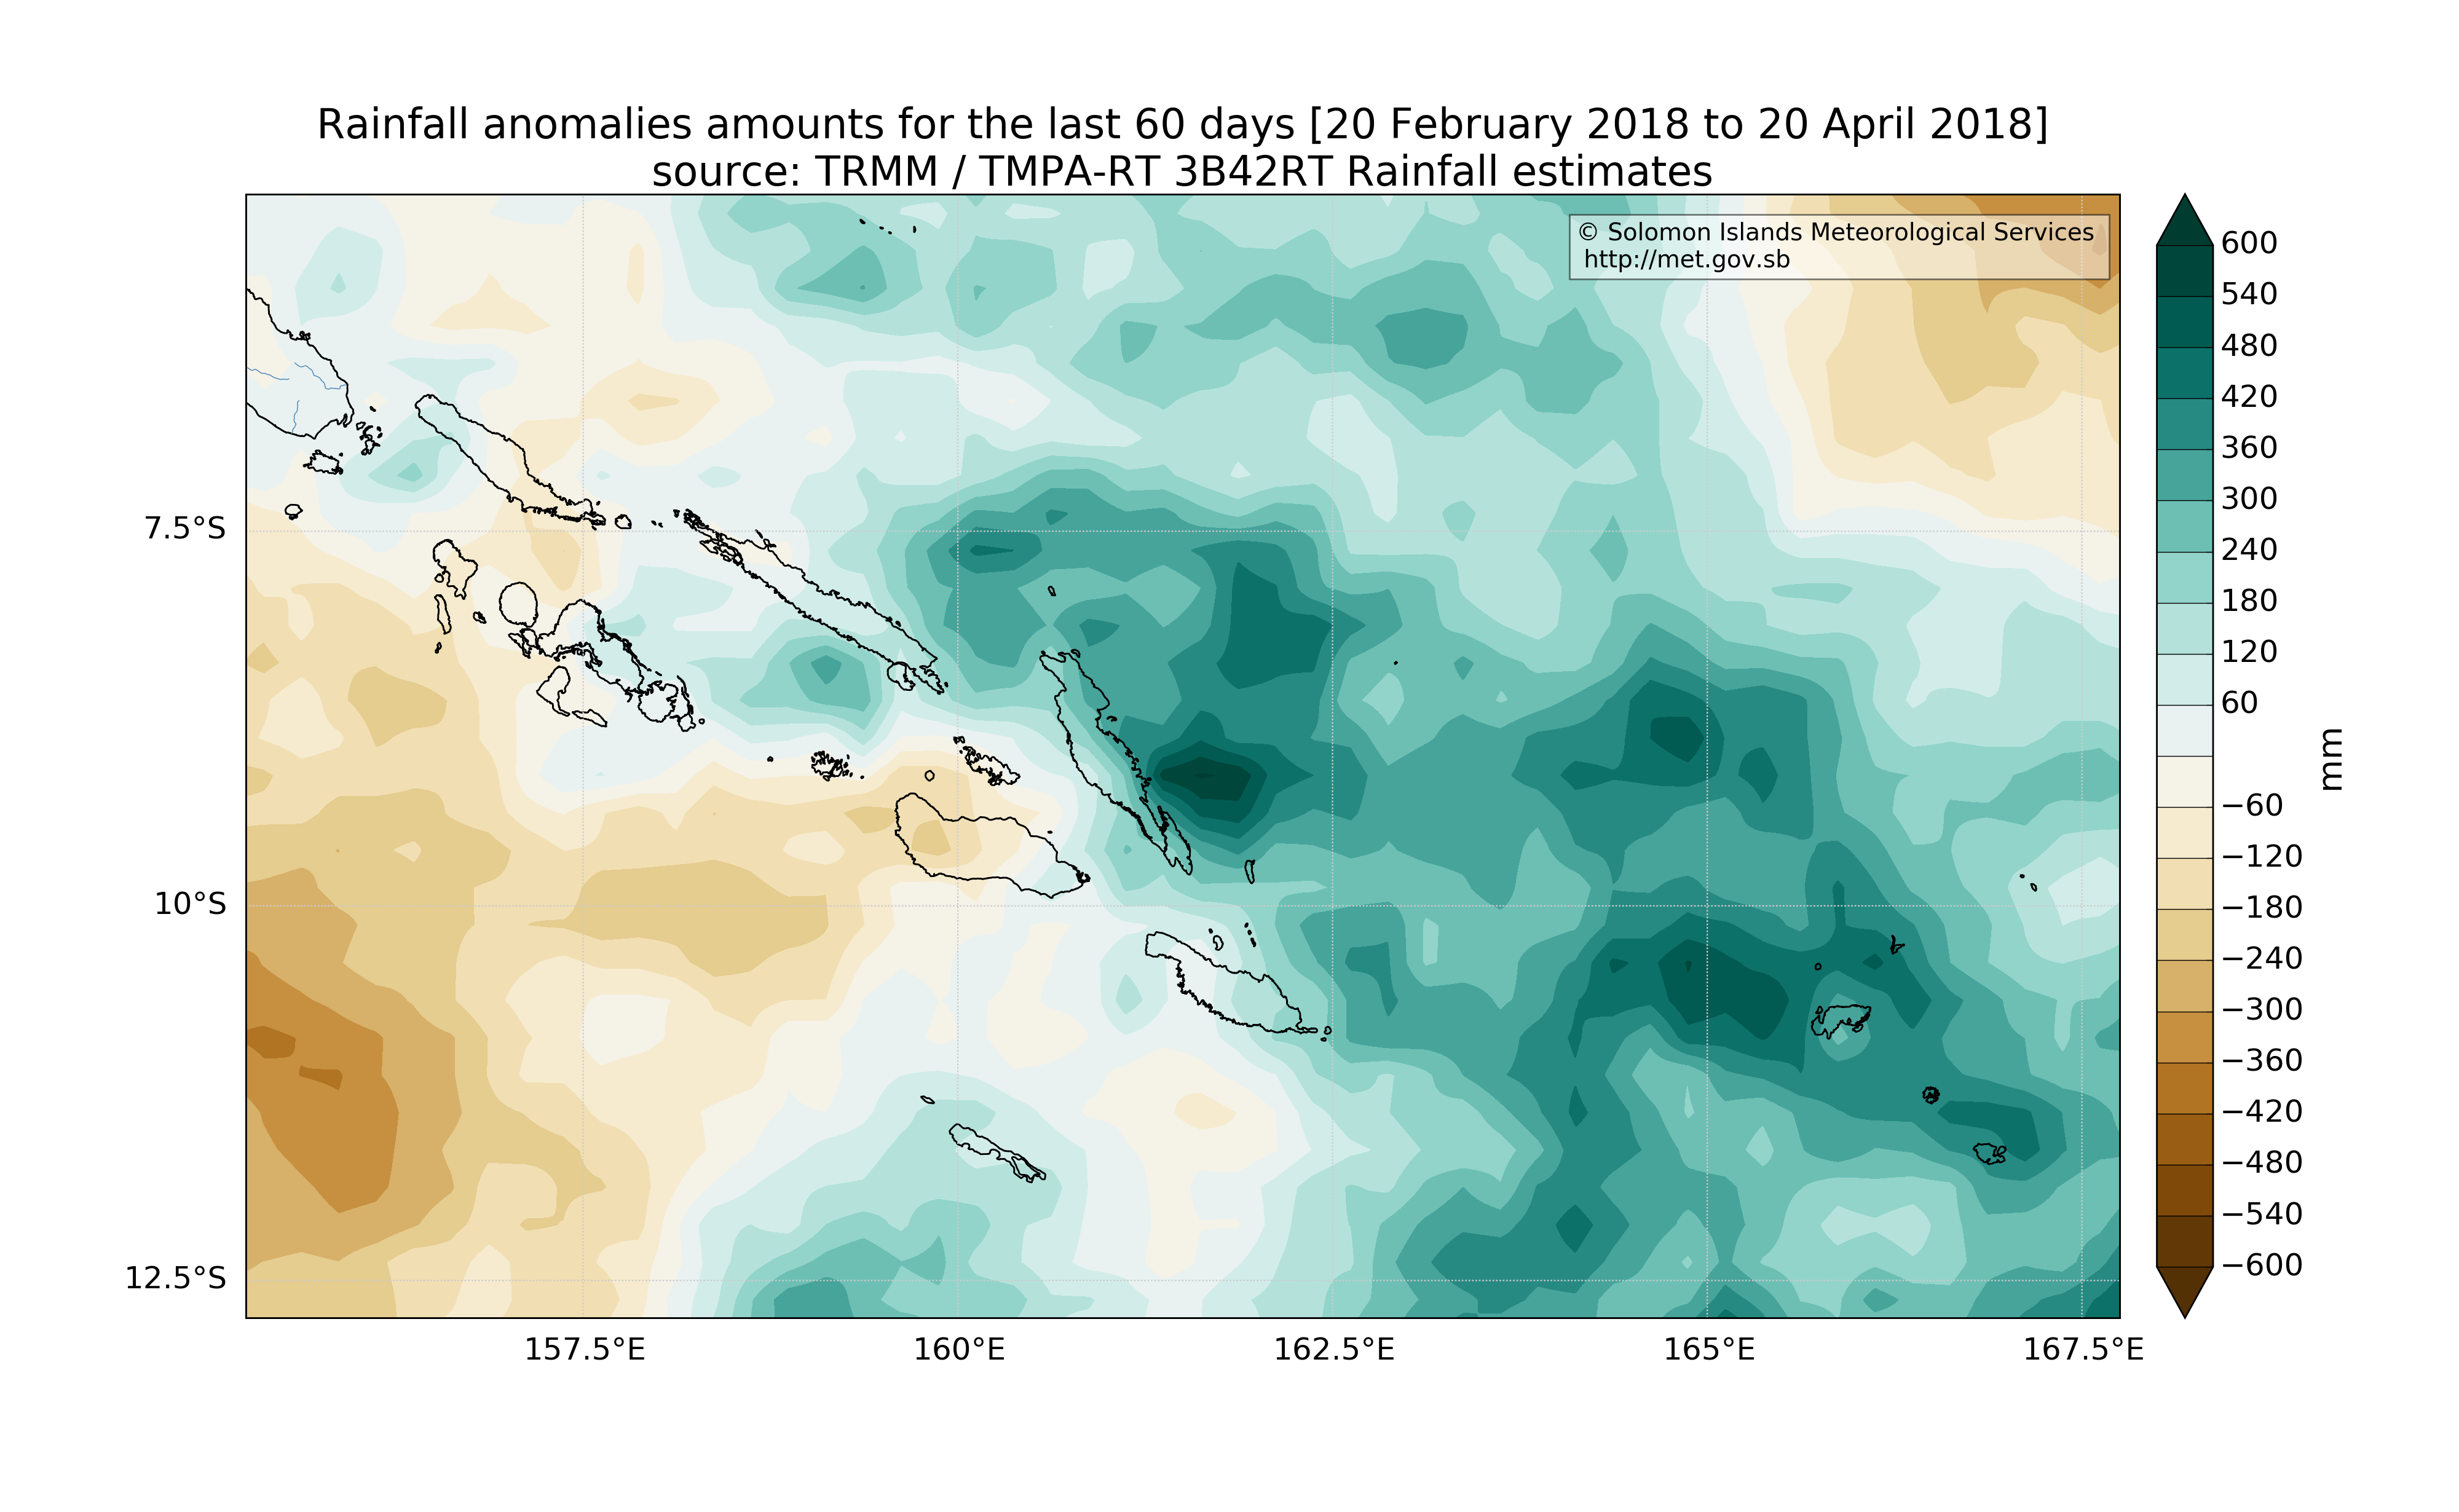 Rainfall anomalies amounts for the last 60 days [20 February 2018 to 20 April 2018]
source: TRMM / TMPA-RT 3B42RT Rainfall estimates
© Solomon Islands Meteorological Services
http://met.gov.sb
7.5°S
10°S
12.5°S
157.5°E
160°E
162.5°E
165°E
167.5°E
600
540
480
420
360
300
240
180
120
60
−60
−120
−180
−240
−300
−360
−420
−480
−540
−600
mm